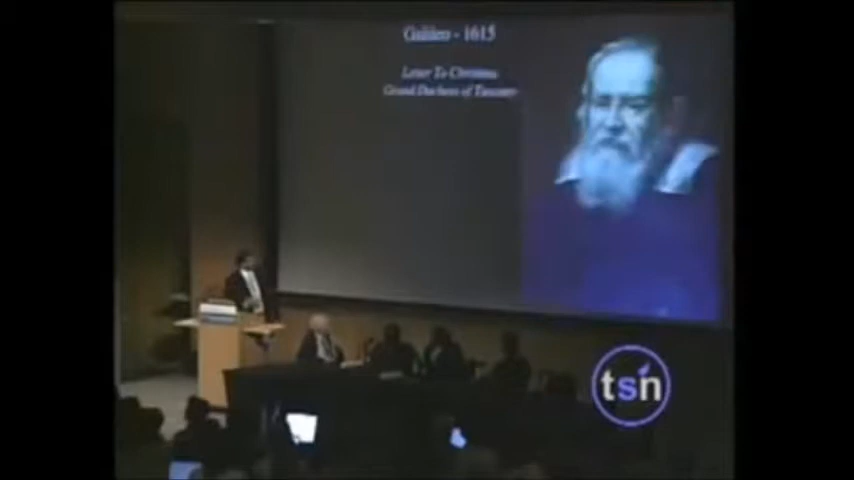 Galileo - 1615
Letter To Christina
Grand Duchess of Tuscany
tsn